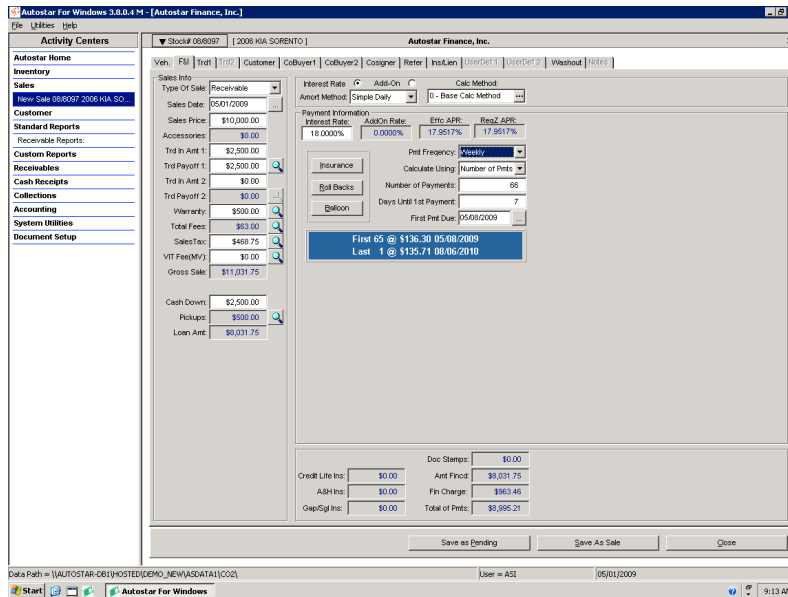 Autostar For Windows 3.8.0.4 M - [Autostar Finance, Inc.]
File Utilities Help
Activity Centers
Autostar Home
Inventory
Sales
New Sale 08/8097 2006 KIA SO...
Customer
Standard Reports
Receivable Reports:
Custom Reports
Receivables
Cash Receipts
Collections
Accounting
System Utilities
Document Setup
Stock# 08/8097 [ 2006 KIA SORENTO ] Autostar Finance, Inc.
Veh. F&I Trd1 Trd2 Customer CoBuyer1 CoBuyer2 Cosigner Refer Ins/Lien UserDef 1 UserDef 2 Washout Notes
Sales Info
Type Of Sale: Receivable
Sales Date: 05/01/2009 ...
Sales Price: $10,000.00
Accessories: $0.00
Trd In Amt 1: $2,500.00
Trd Payoff 1: $2,500.00
Trd In Amt 2: $0.00
Trd Payoff 2: $0.00
Warranty: $500.00
Total Fees: $63.00
SalesTax: $468.75
VIT Fee(MV): $0.00
Gross Sale: $11,031.75
Cash Down: $2,500.00
Pickups: $500.00
Loan Amt: $8,031.75
Interest Rate Add-On Calc Method:
Amort Method: Simple Daily 0 - Base Calc Method ...
Payment Information
Interest Rate: AddOn Rate: Effc APR: RegZ APR:
18.0000% 0.0000% 17.9517% 17.9517%
Insurance
Roll Backs
Balloon
Pmt Freqency: Weekly
Calculate Using: Number of Pmts
Number of Payments: 66
Days Until 1st Payment: 7
First Pmt Due: 05/08/2009 ...
First 65 @ $136.30 05/08/2009
Last 1 @ $135.71 08/06/2010
Doc Stamps: $0.00
Credit Life Ins: $0.00 Amt Fincd: $8,031.75
A&H Ins: $0.00 Fin Charge: $963.46
Gap/Sgl Ins: $0.00 Total of Pmts: $8,995.21
Save as Pending Save As Sale Close
Data Path = \\AUTOSTAR-DB1\HOSTED\DEMO_NEW\ASDATA1\CO2\ User = ASI 05/01/2009
Start Autostar For Windows 9:13 AM